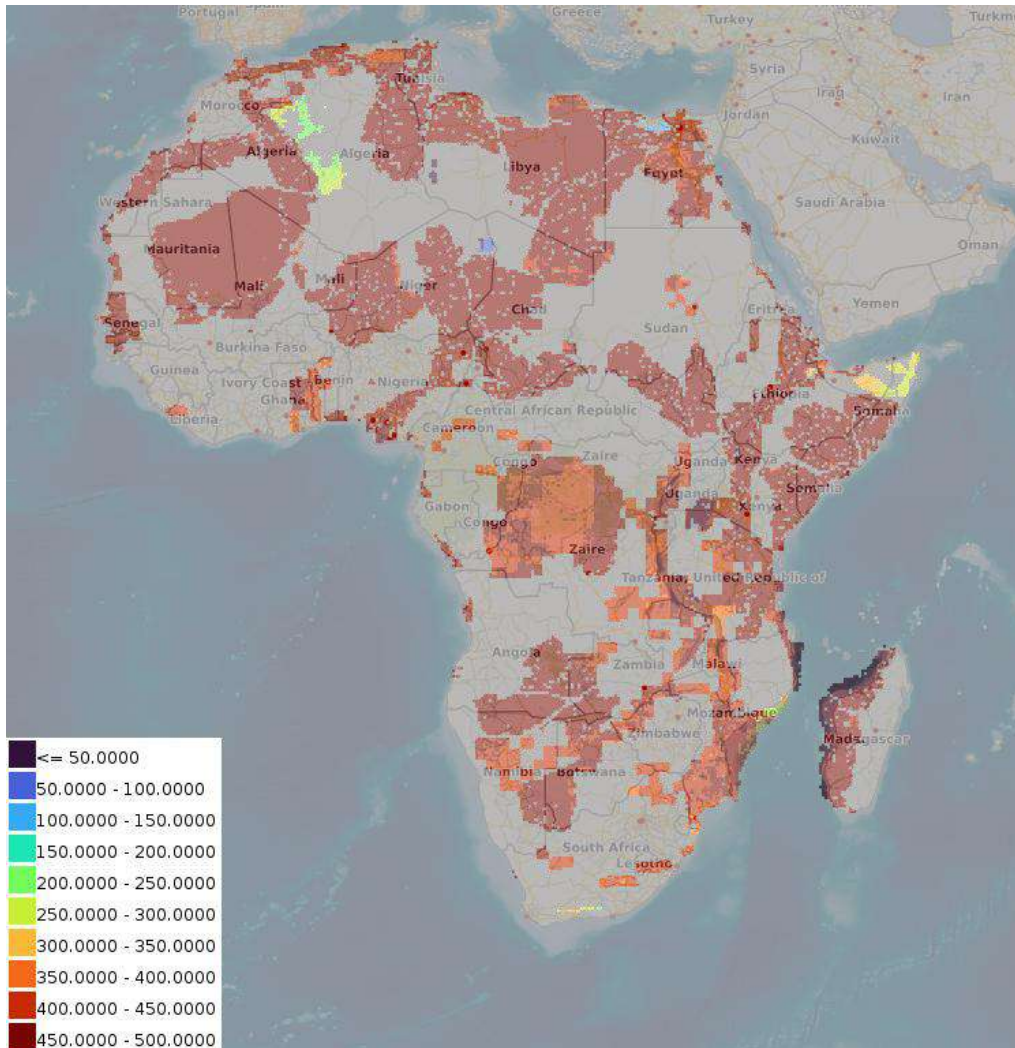 Portugal
Spain
Greece
Turkey
Turkm
Syria
Tunisia
Iraq
Iran
Morocco
Jordan
Algeria
Algeria
Kuwait
Libya
Egypt
Western Sahara
Saudi Arabia
Mauritania
Oman
Mali
Mali
Niger
Chad
Yemen
Senegal
Sudan
Eritrea
Burkina Faso
Guinea
Ivory Coast
Benin
Nigeria
Ethiopia
Ghana
Central African Republic
Somalia
Liberia
Cameroon
Congo
Zaire
Uganda
Kenya
Somalia
Gabon
Uganda
Kenya
Congo
Zaire
Tanzania, United Republic of
Angola
Zambia
Malawi
Mozambique
Zimbabwe
Madagascar
Namibia
Botswana
South Africa
Lesotho
<= 50.0000
50.0000 - 100.0000
100.0000 - 150.0000
150.0000 - 200.0000
200.0000 - 250.0000
250.0000 - 300.0000
300.0000 - 350.0000
350.0000 - 400.0000
400.0000 - 450.0000
450.0000 - 500.0000